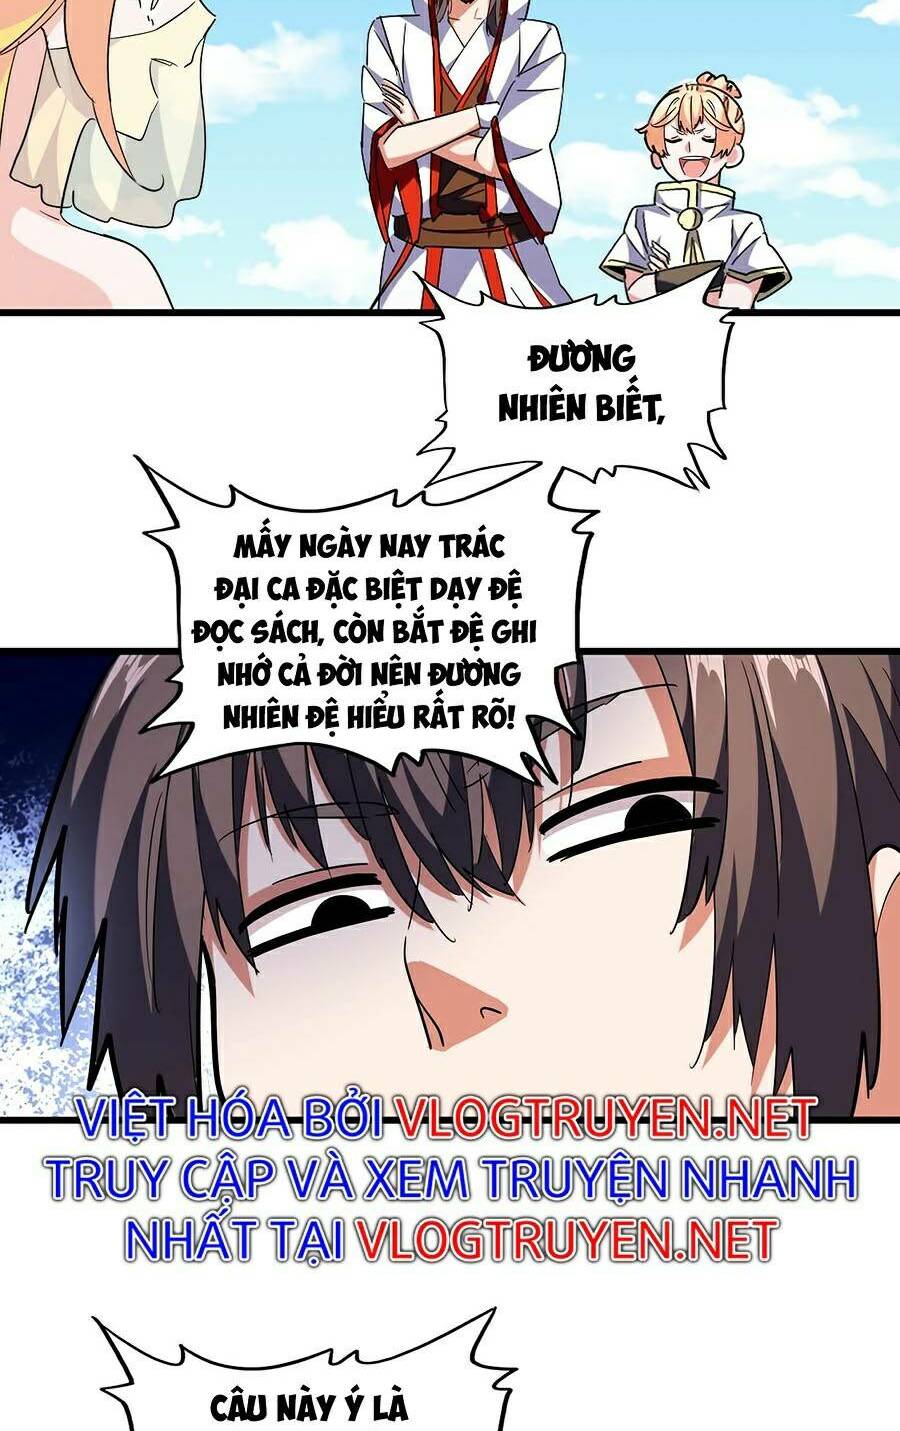 ĐƯƠNG
NHIÊN BIẾT,
MẤY NGÀY NAY TRÁC
ĐẠI CA ĐẶC BIỆT DẠY ĐỆ
ĐỌC SÁCH, CÒN BẮT ĐỆ GHI
NHỚ CẢ ĐỜI NÊN ĐƯƠNG
NHIÊN ĐỆ HIỂU RẤT RÕ!
VIỆT HÓA BỞI VLOGTRUYEN.NET
TRUY CẬP VÀ XEM TRUYỆN NHANH
NHẤT TẠI VLOGTRUYEN.NET
CÂU NÀY Ý LÀ